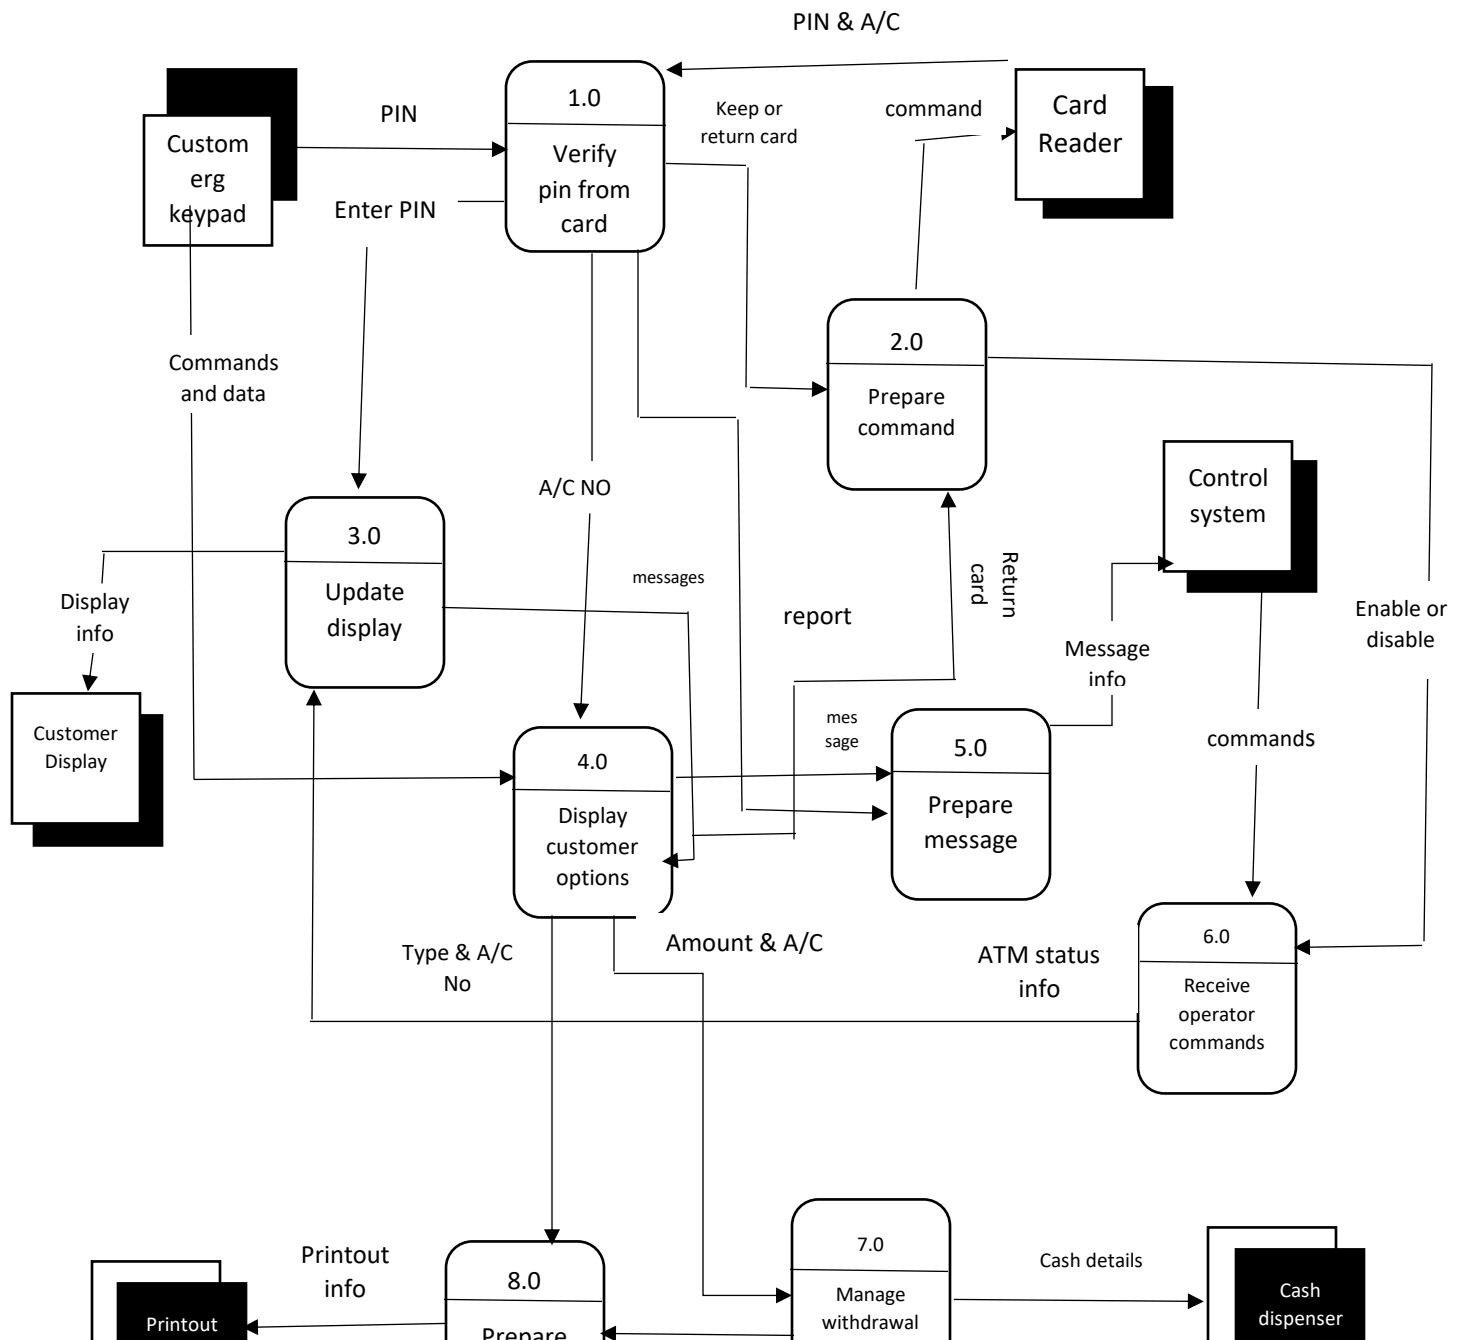 PIN & A/C
1.0
Verify
pin from
card
Custom
erg
keypad
PIN
Enter PIN
Keep or
return card
command
Card
Reader
Commands
and data
2.0
Prepare
command
Control
system
A/C NO
3.0
Update
display
messages
Return
card
report
Enable or
disable
Display
info
Message
info
Customer
Display
mes
sage
commands
4.0
Display
customer
options
5.0
Prepare
message
Type & A/C
No
Amount & A/C
ATM status
info
6.0
Receive
operator
commands
Printout
info
8.0
Prepare
7.0
Manage
withdrawal
Cash details
Cash
dispenser
Printout